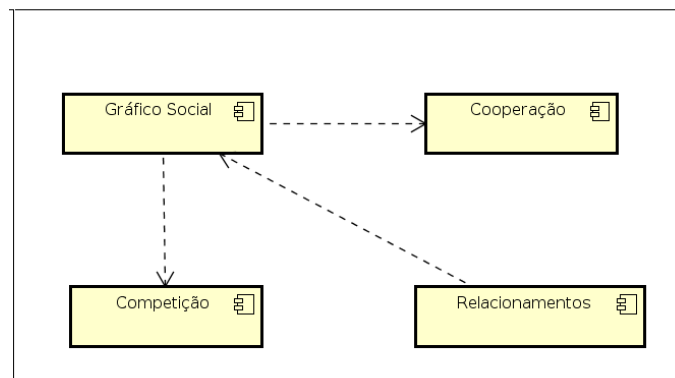 Gráfico Social
Cooperação
Competição
Relacionamentos